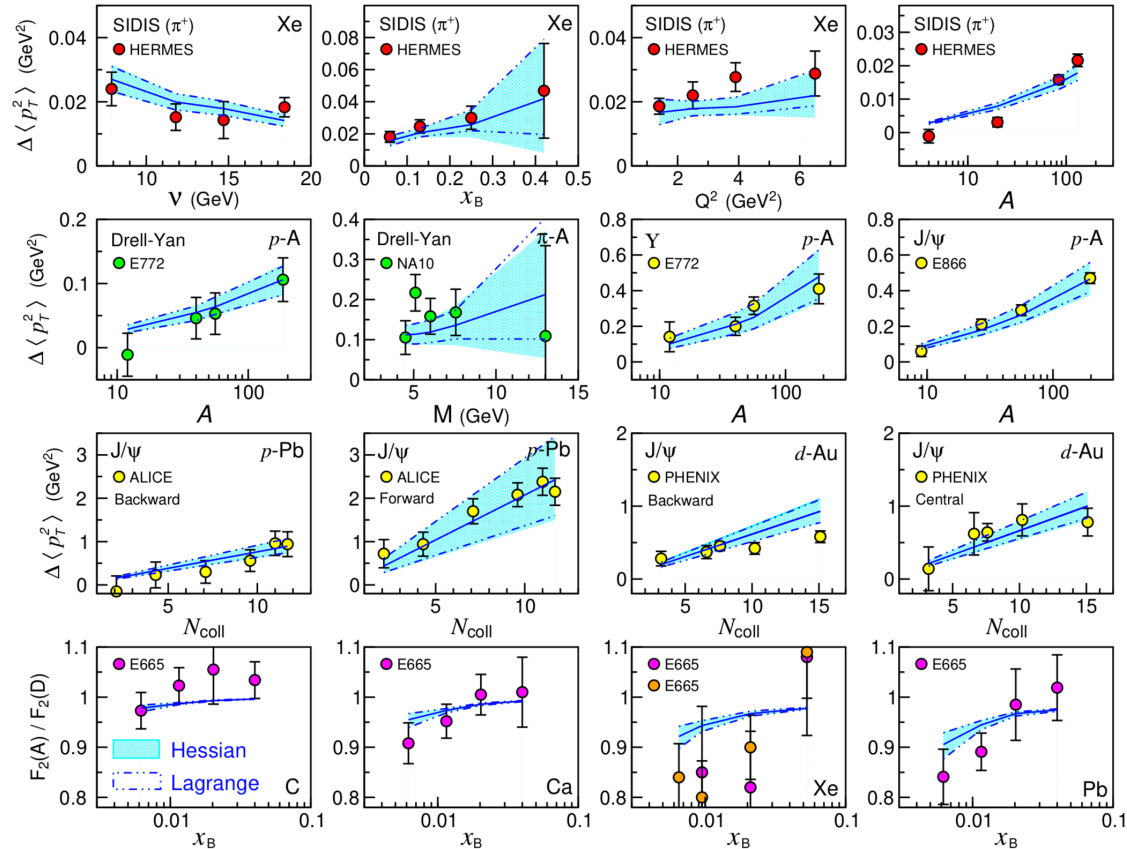 SIDIS (π⁺) Xe
HERMES
Δ⟨p_T^2⟩ (GeV²)
0.04
0.02
0
10 15 20
ν (GeV)
SIDIS (π⁺) Xe
HERMES
0.08
0.06
0.04
0.02
0
0 0.1 0.2 0.3 0.4 0.5
x_B
SIDIS (π⁺) Xe
HERMES
0.04
0.02
0
2 4 6
Q² (GeV²)
SIDIS (π⁺)
HERMES
0.03
0.02
0.01
0
10 100
A
Drell-Yan p-A
E772
Δ⟨p_T^2⟩ (GeV²)
0.2
0.1
0
10 100
A
Drell-Yan π-A
NA10
0.4
0.3
0.2
0.1
0
5 10 15
M (GeV)
ϒ p-A
E772
0.8
0.6
0.4
0.2
0
10 100
A
J/ψ p-A
E866
0.8
0.6
0.4
0.2
0
10 100
A
J/ψ p-Pb
ALICE
Backward
Δ⟨p_T^2⟩ (GeV²)
3
2
1
0
5 10
N_coll
J/ψ p-Pb
ALICE
Forward
3
2
1
0
5 10
N_coll
J/ψ d-Au
PHENIX
Backward
2
1
0
5 10 15
N_coll
J/ψ d-Au
PHENIX
Central
2
1
0
5 10 15
N_coll
E665
F₂(A) / F₂(D)
1.1
1
0.9
0.8
Hessian
Lagrange
C
0.01 0.1
x_B
E665
1.1
1
0.9
0.8
Ca
0.01 0.1
x_B
E665
E665
1.1
1
0.9
0.8
Xe
0.01 0.1
x_B
E665
1.1
1
0.9
0.8
Pb
0.01 0.1
x_B